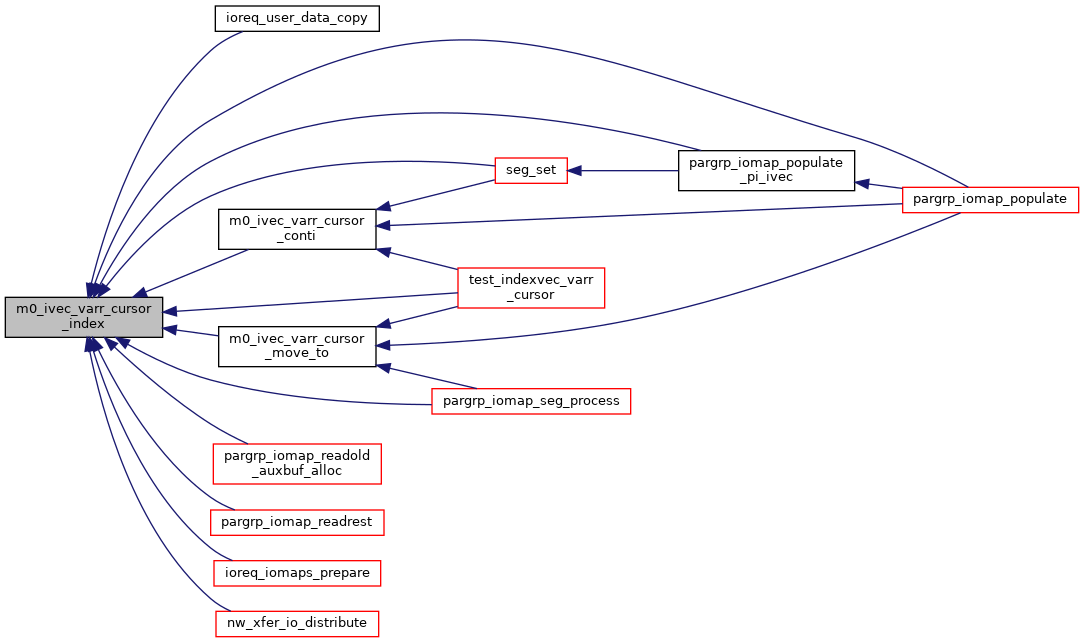 ioreq_user_data_copy
pargrp_iomap_populate
_pi_ivec
seg_set
pargrp_iomap_populate
m0_ivec_varr_cursor
_conti
test_indexvec_varr
_cursor
m0_ivec_varr_cursor
_index
m0_ivec_varr_cursor
_move_to
pargrp_iomap_seg_process
pargrp_iomap_readold
_auxbuf_alloc
pargrp_iomap_readrest
ioreq_iomaps_prepare
nw_xfer_io_distribute